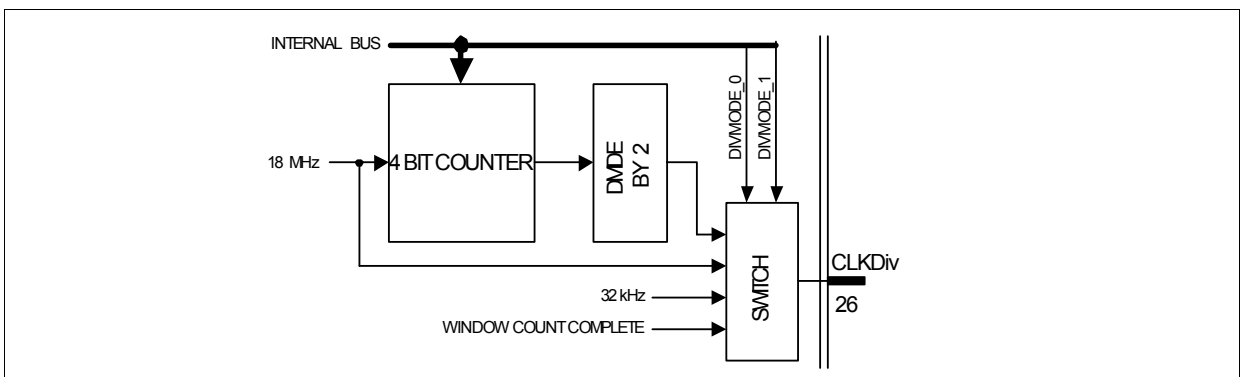 INTERNAL BUS
DIVMODE_0
DIVMODE_1
18 MHz
4 BIT COUNTER
DIVIDE
BY 2
SWITCH
CLKDiv
26
32 kHz
WINDOW COUNT COMPLETE